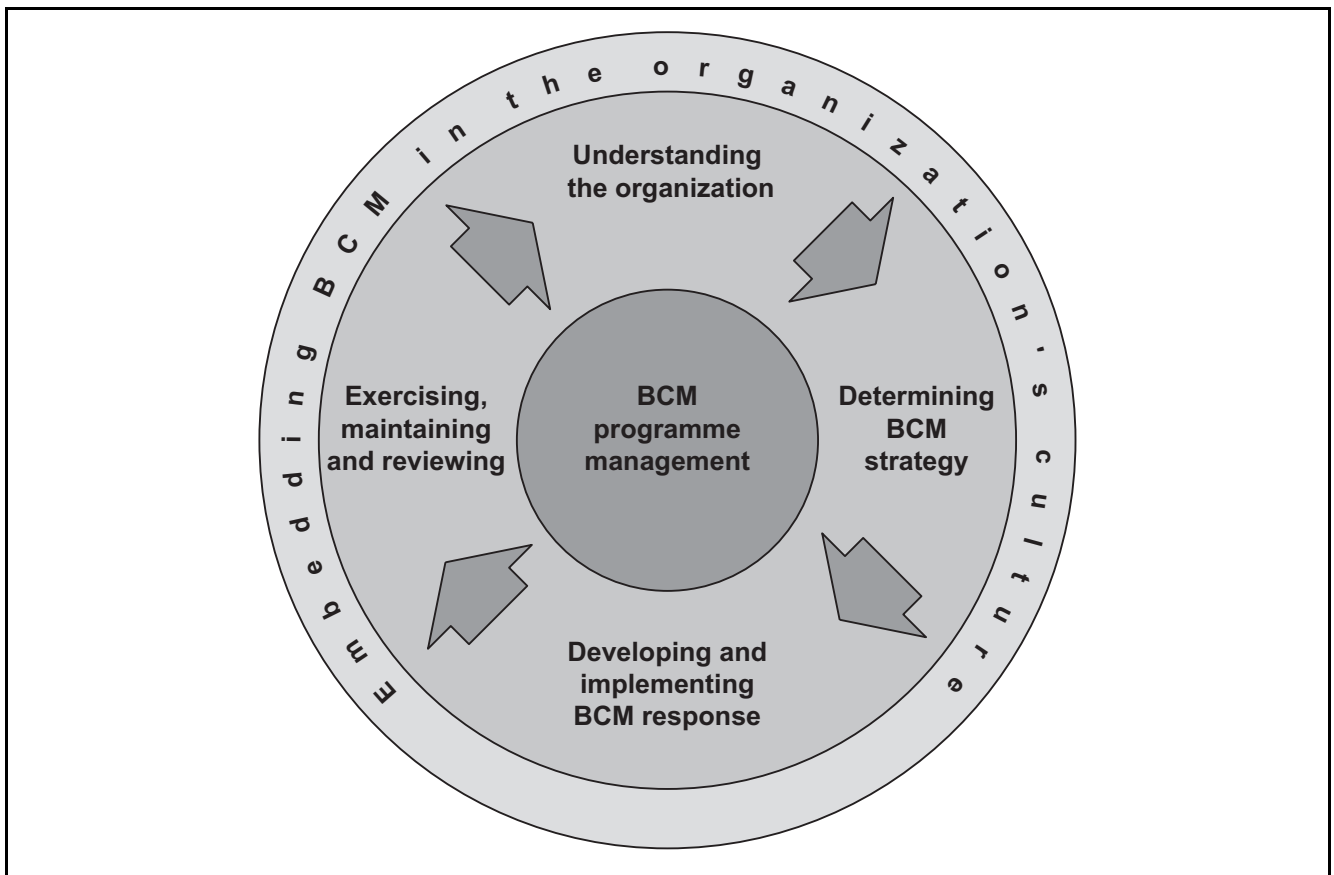 Embedding BCM in the organization's culture
Understanding
the organization
Exercising,
maintaining
and reviewing
BCM
programme
management
Determining
BCM
strategy
Developing and
implementing
BCM response